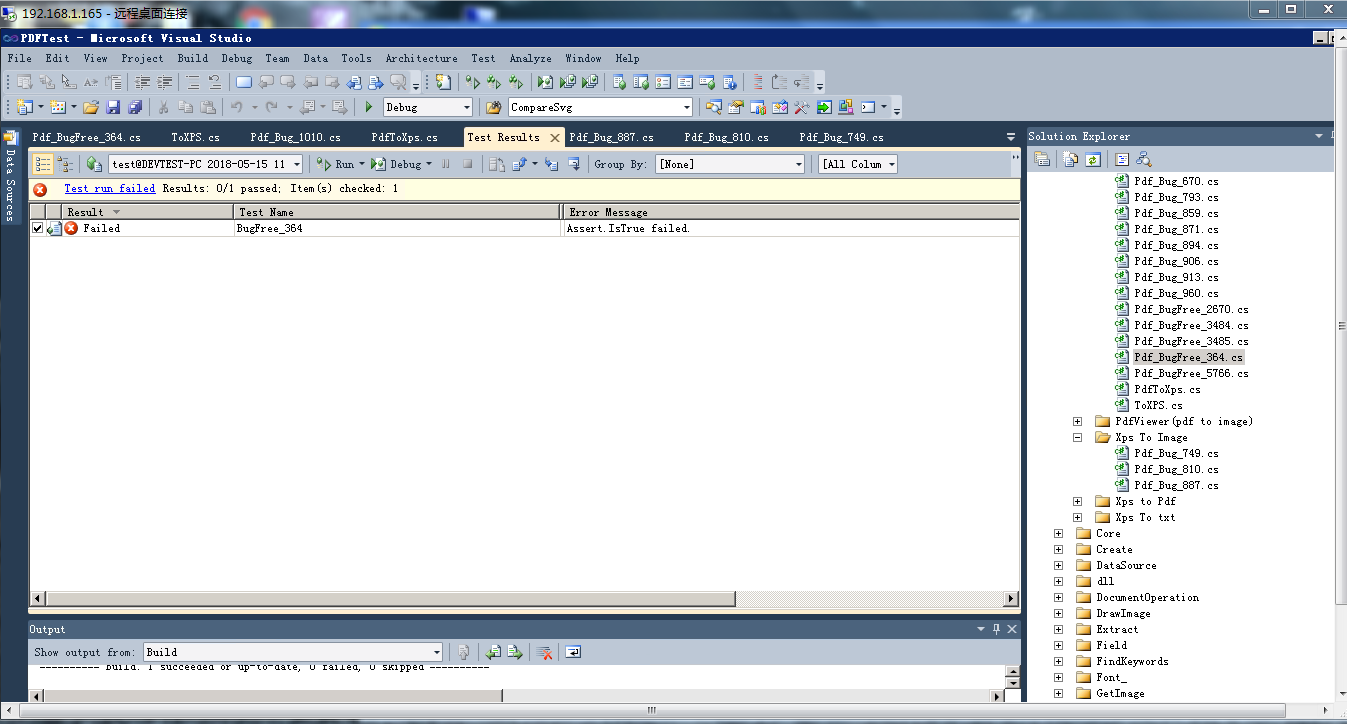 192.168.1.165 - 远程桌面连接
PDFTest - Microsoft Visual Studio
File Edit View Project Build Debug Team Data Tools Architecture Test Analyze Window Help
Debug CompareSvg
Pdf_BugFree_364.cs ToXPS.cs Pdf_Bug_1010.cs PdfToXps.cs Test Results Pdf_Bug_887.cs Pdf_Bug_810.cs Pdf_Bug_749.cs
Data Sources
test@DEVTEST-PC 2018-05-15 11 Run Debug Group By: [None] [All Colum
Test run failed Results: 0/1 passed; Item(s) checked: 1
Result Test Name Error Message
Failed BugFree_364 Assert.IsTrue failed.
Output
Show output from: Build
---------- Build: 1 succeeded or up-to-date, 0 failed, 0 skipped ----------
Solution Explorer
Pdf_Bug_670.cs
Pdf_Bug_793.cs
Pdf_Bug_859.cs
Pdf_Bug_871.cs
Pdf_Bug_894.cs
Pdf_Bug_906.cs
Pdf_Bug_913.cs
Pdf_Bug_960.cs
Pdf_BugFree_2670.cs
Pdf_BugFree_3484.cs
Pdf_BugFree_3485.cs
Pdf_BugFree_364.cs
Pdf_BugFree_5766.cs
PdfToXps.cs
ToXPS.cs
PdfViewer(pdf to image)
Xps To Image
Pdf_Bug_749.cs
Pdf_Bug_810.cs
Pdf_Bug_887.cs
Xps to Pdf
Xps To txt
Core
Create
DataSource
dll
DocumentOperation
DrawImage
Extract
Field
FindKeywords
Font_
GetImage